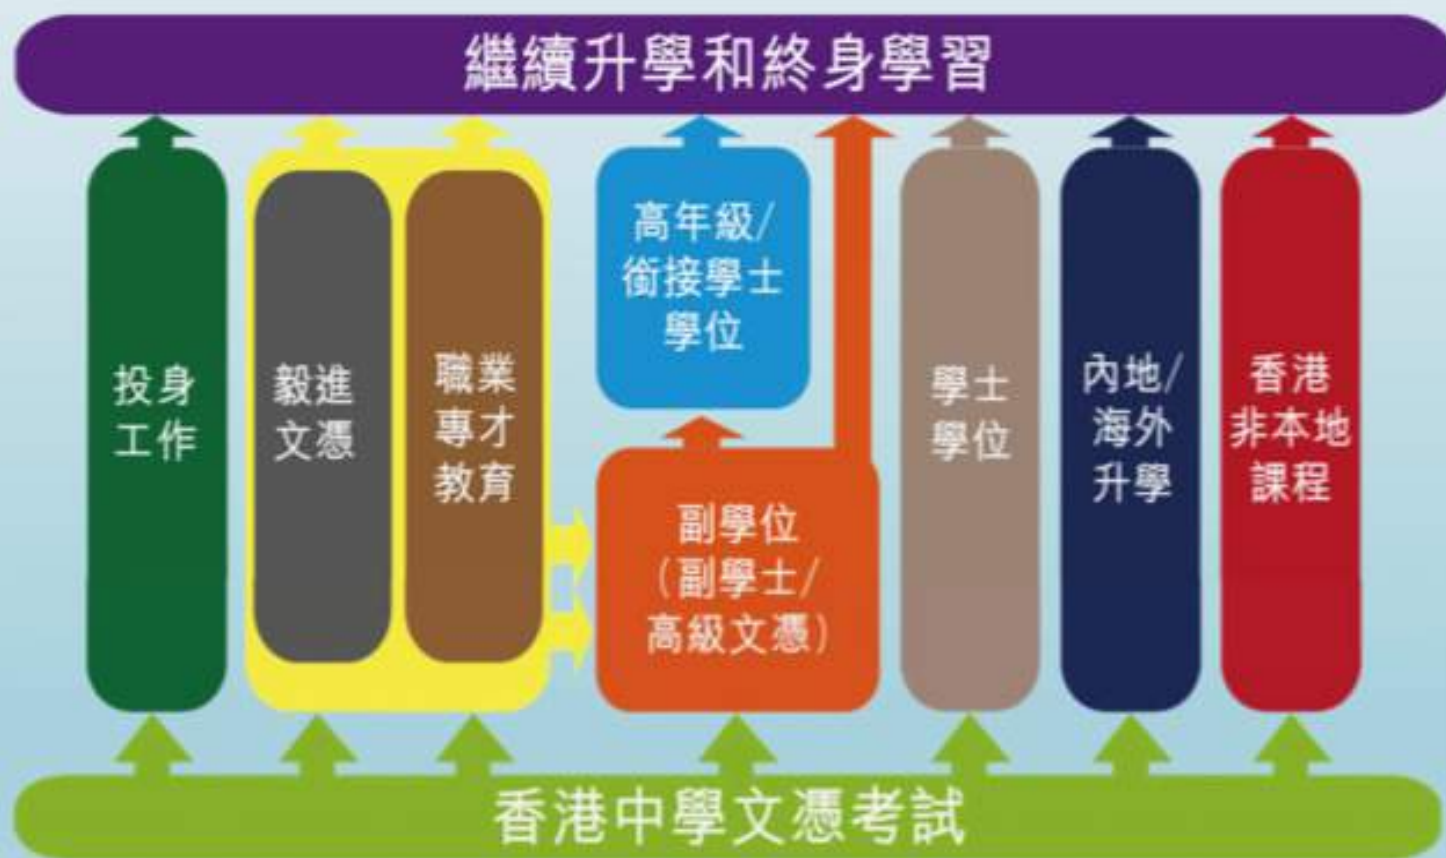 繼續升學和終身學習
投身
工作
毅進
文憑
職業
專才
教育
高年級/
銜接學士
學位
副學位
(副學士/
高級文憑)
學士
學位
內地/
海外
升學
香港
非本地
課程
香港中學文憑考試